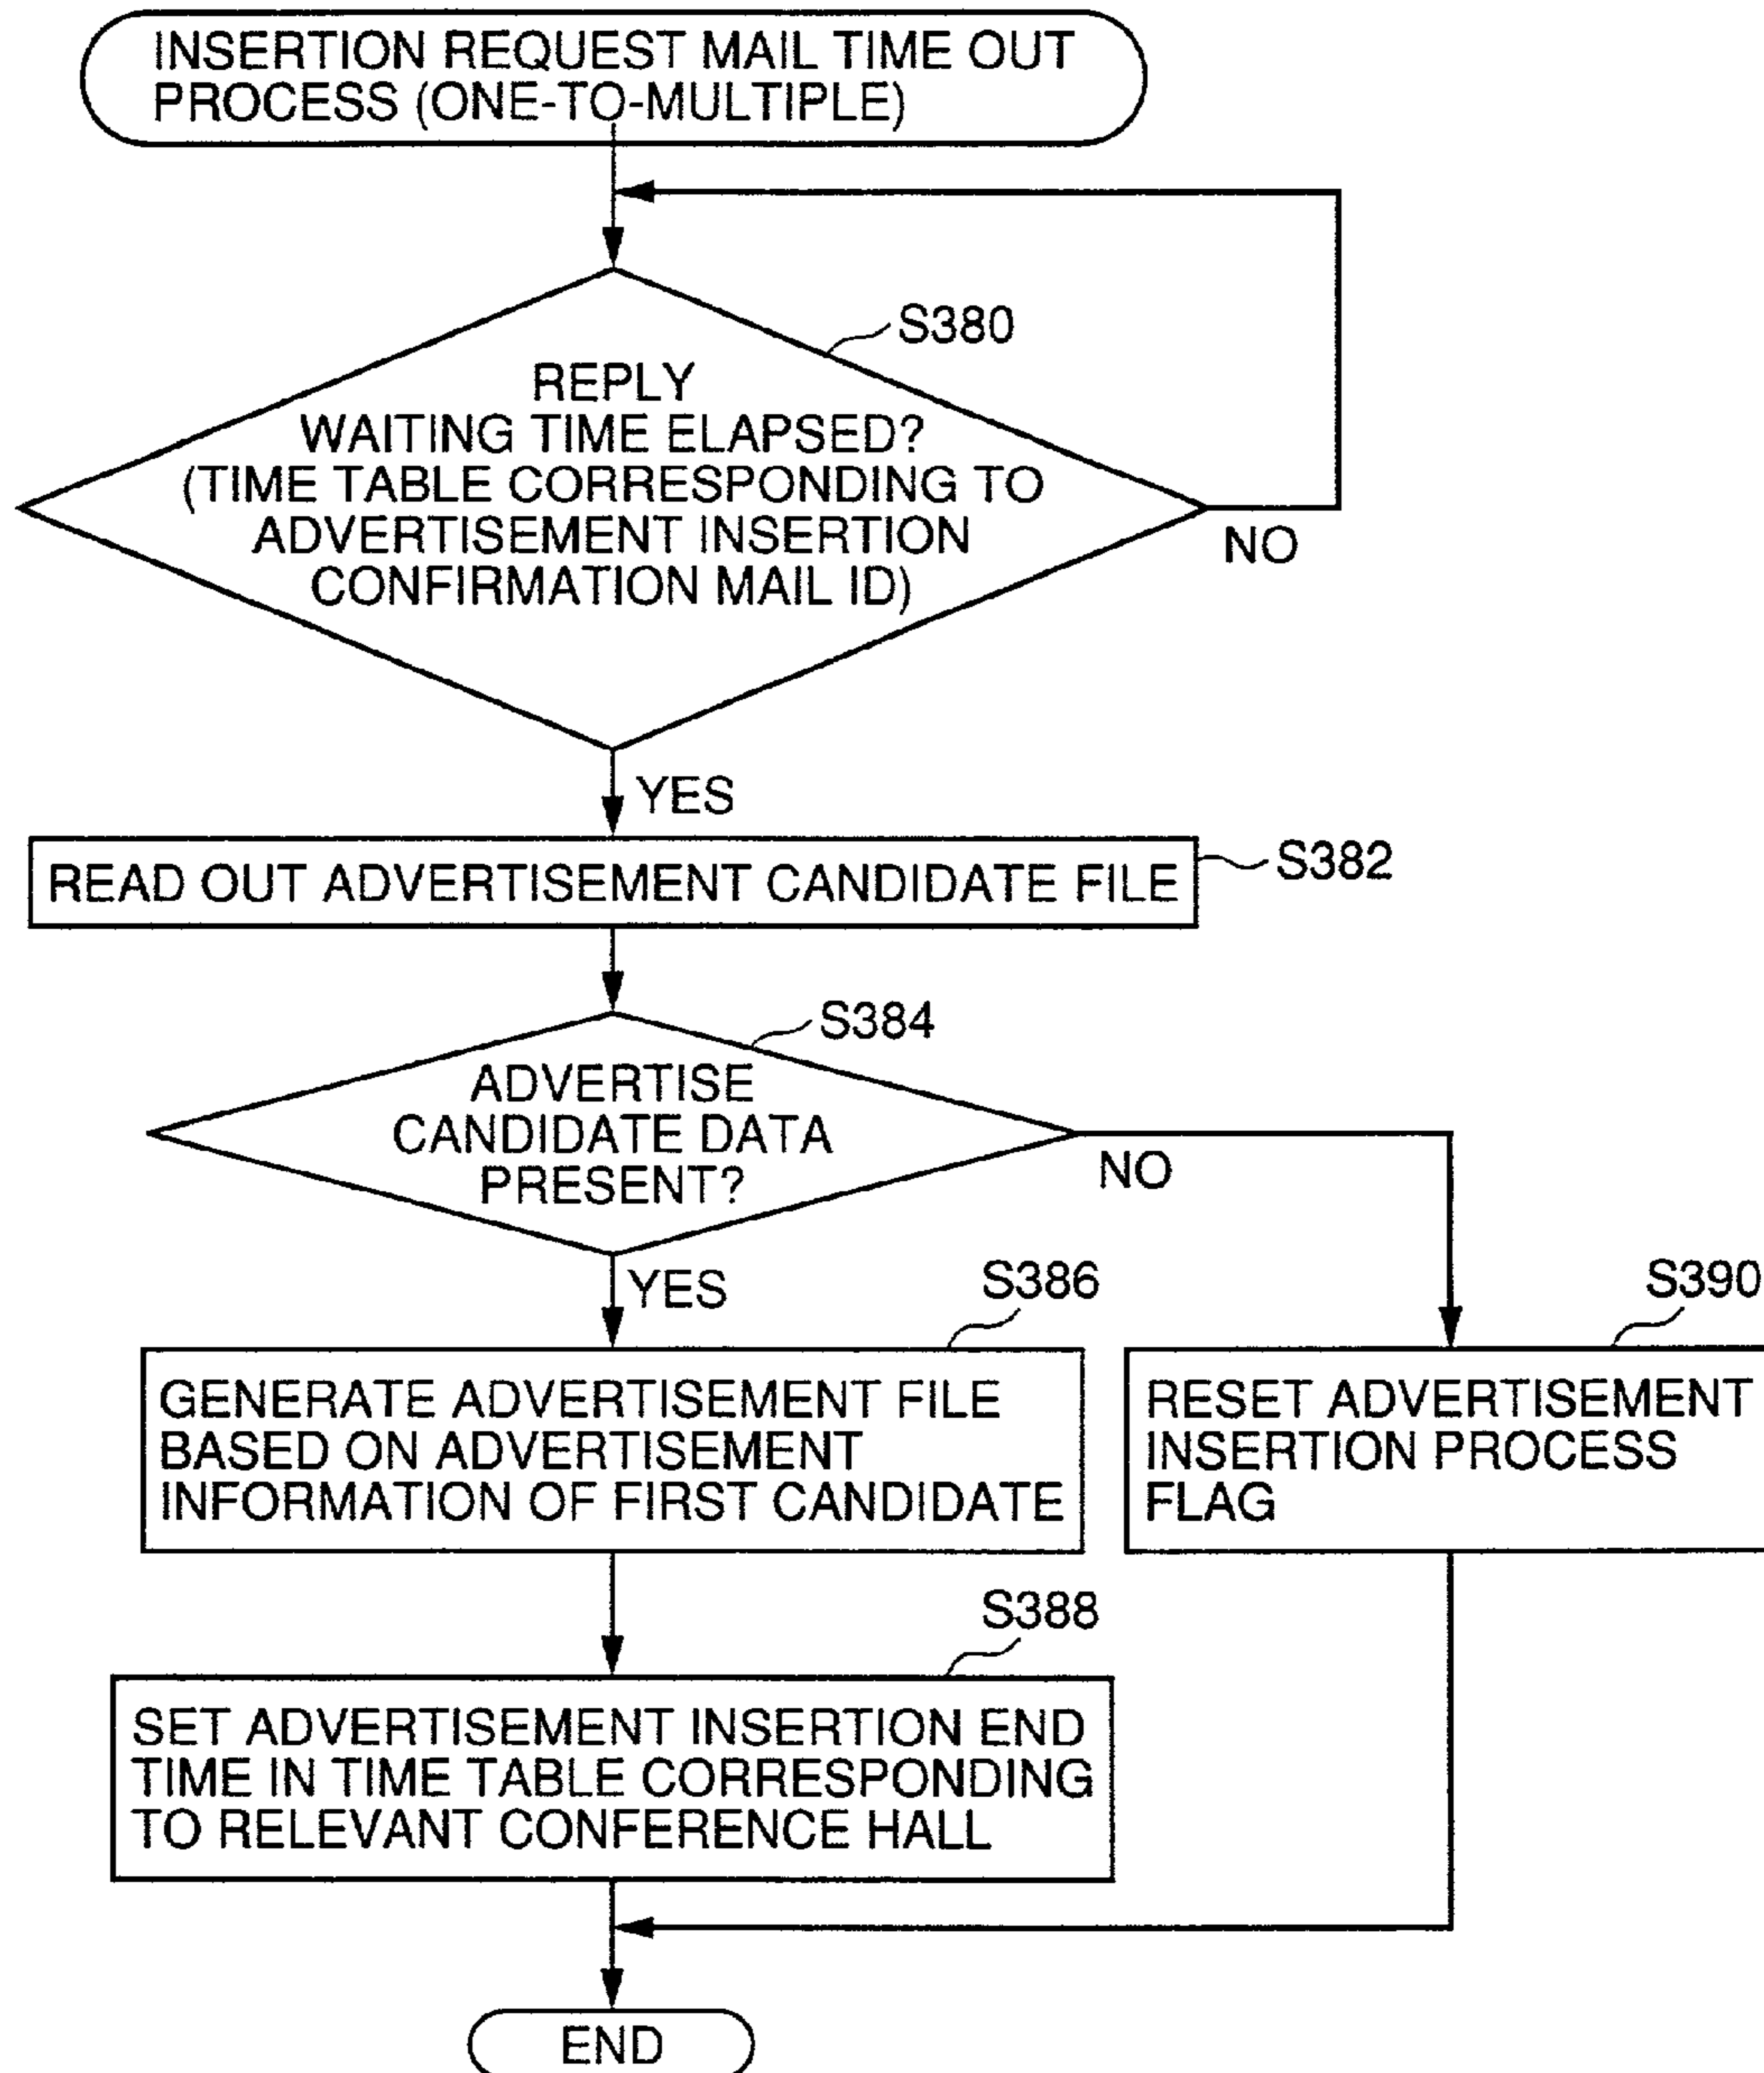 INSERTION REQUEST MAIL TIME OUT
PROCESS (ONE-TO-MULTIPLE)
S380
REPLY
WAITING TIME ELAPSED?
(TIME TABLE CORRESPONDING TO
ADVERTISEMENT INSERTION
CONFIRMATION MAIL ID)
NO
YES
READ OUT ADVERTISEMENT CANDIDATE FILE
S382
S384
ADVERTISE
CANDIDATE DATA
PRESENT?
NO
YES
S386
S390
GENERATE ADVERTISEMENT FILE
BASED ON ADVERTISEMENT
INFORMATION OF FIRST CANDIDATE
RESET ADVERTISEMENT
INSERTION PROCESS
FLAG
S388
SET ADVERTISEMENT INSERTION END
TIME IN TIME TABLE CORRESPONDING
TO RELEVANT CONFERENCE HALL
END